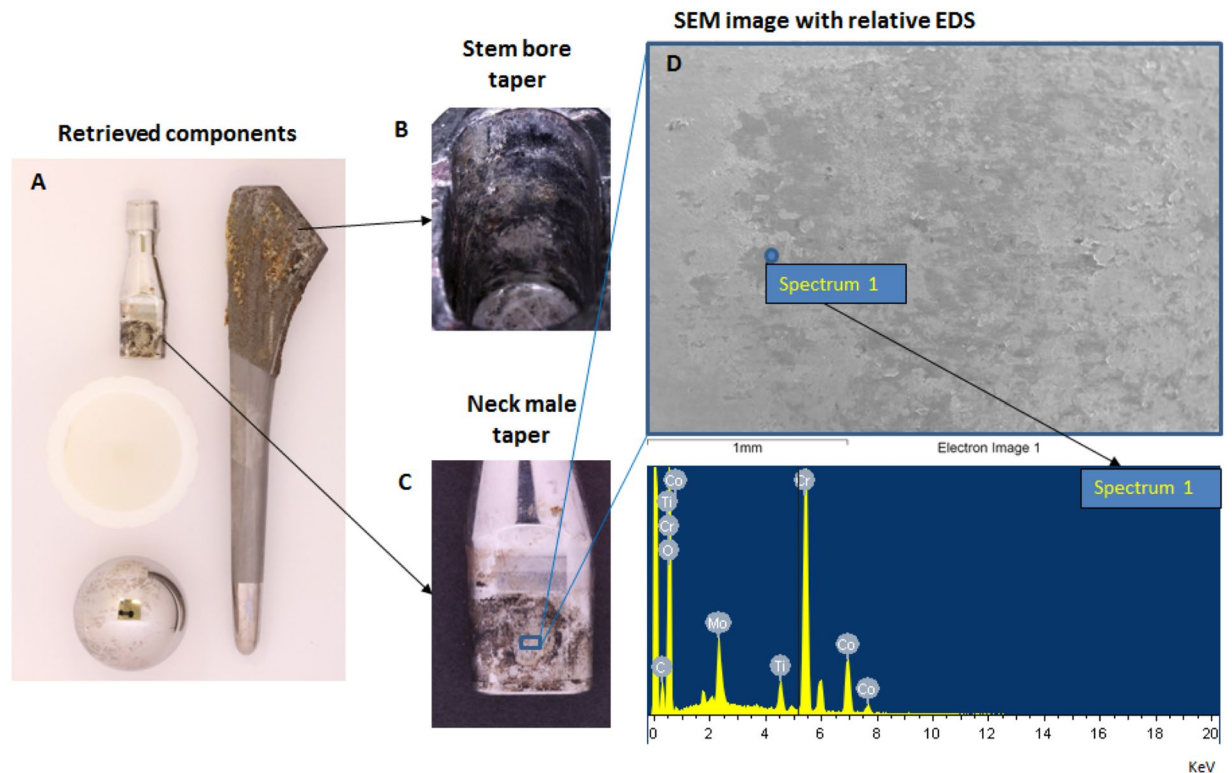 SEM image with relative EDS
Stem bore
taper
Retrieved components
A
B
D
Spectrum 1
Neck male
taper
C
1mm
Electron Image 1
Spectrum 1
Co
Ti
Cr
O
C
Mo
Ti
Cr
Co
Co
0 2 4 6 8 10 12 14 16 18 20
KeV